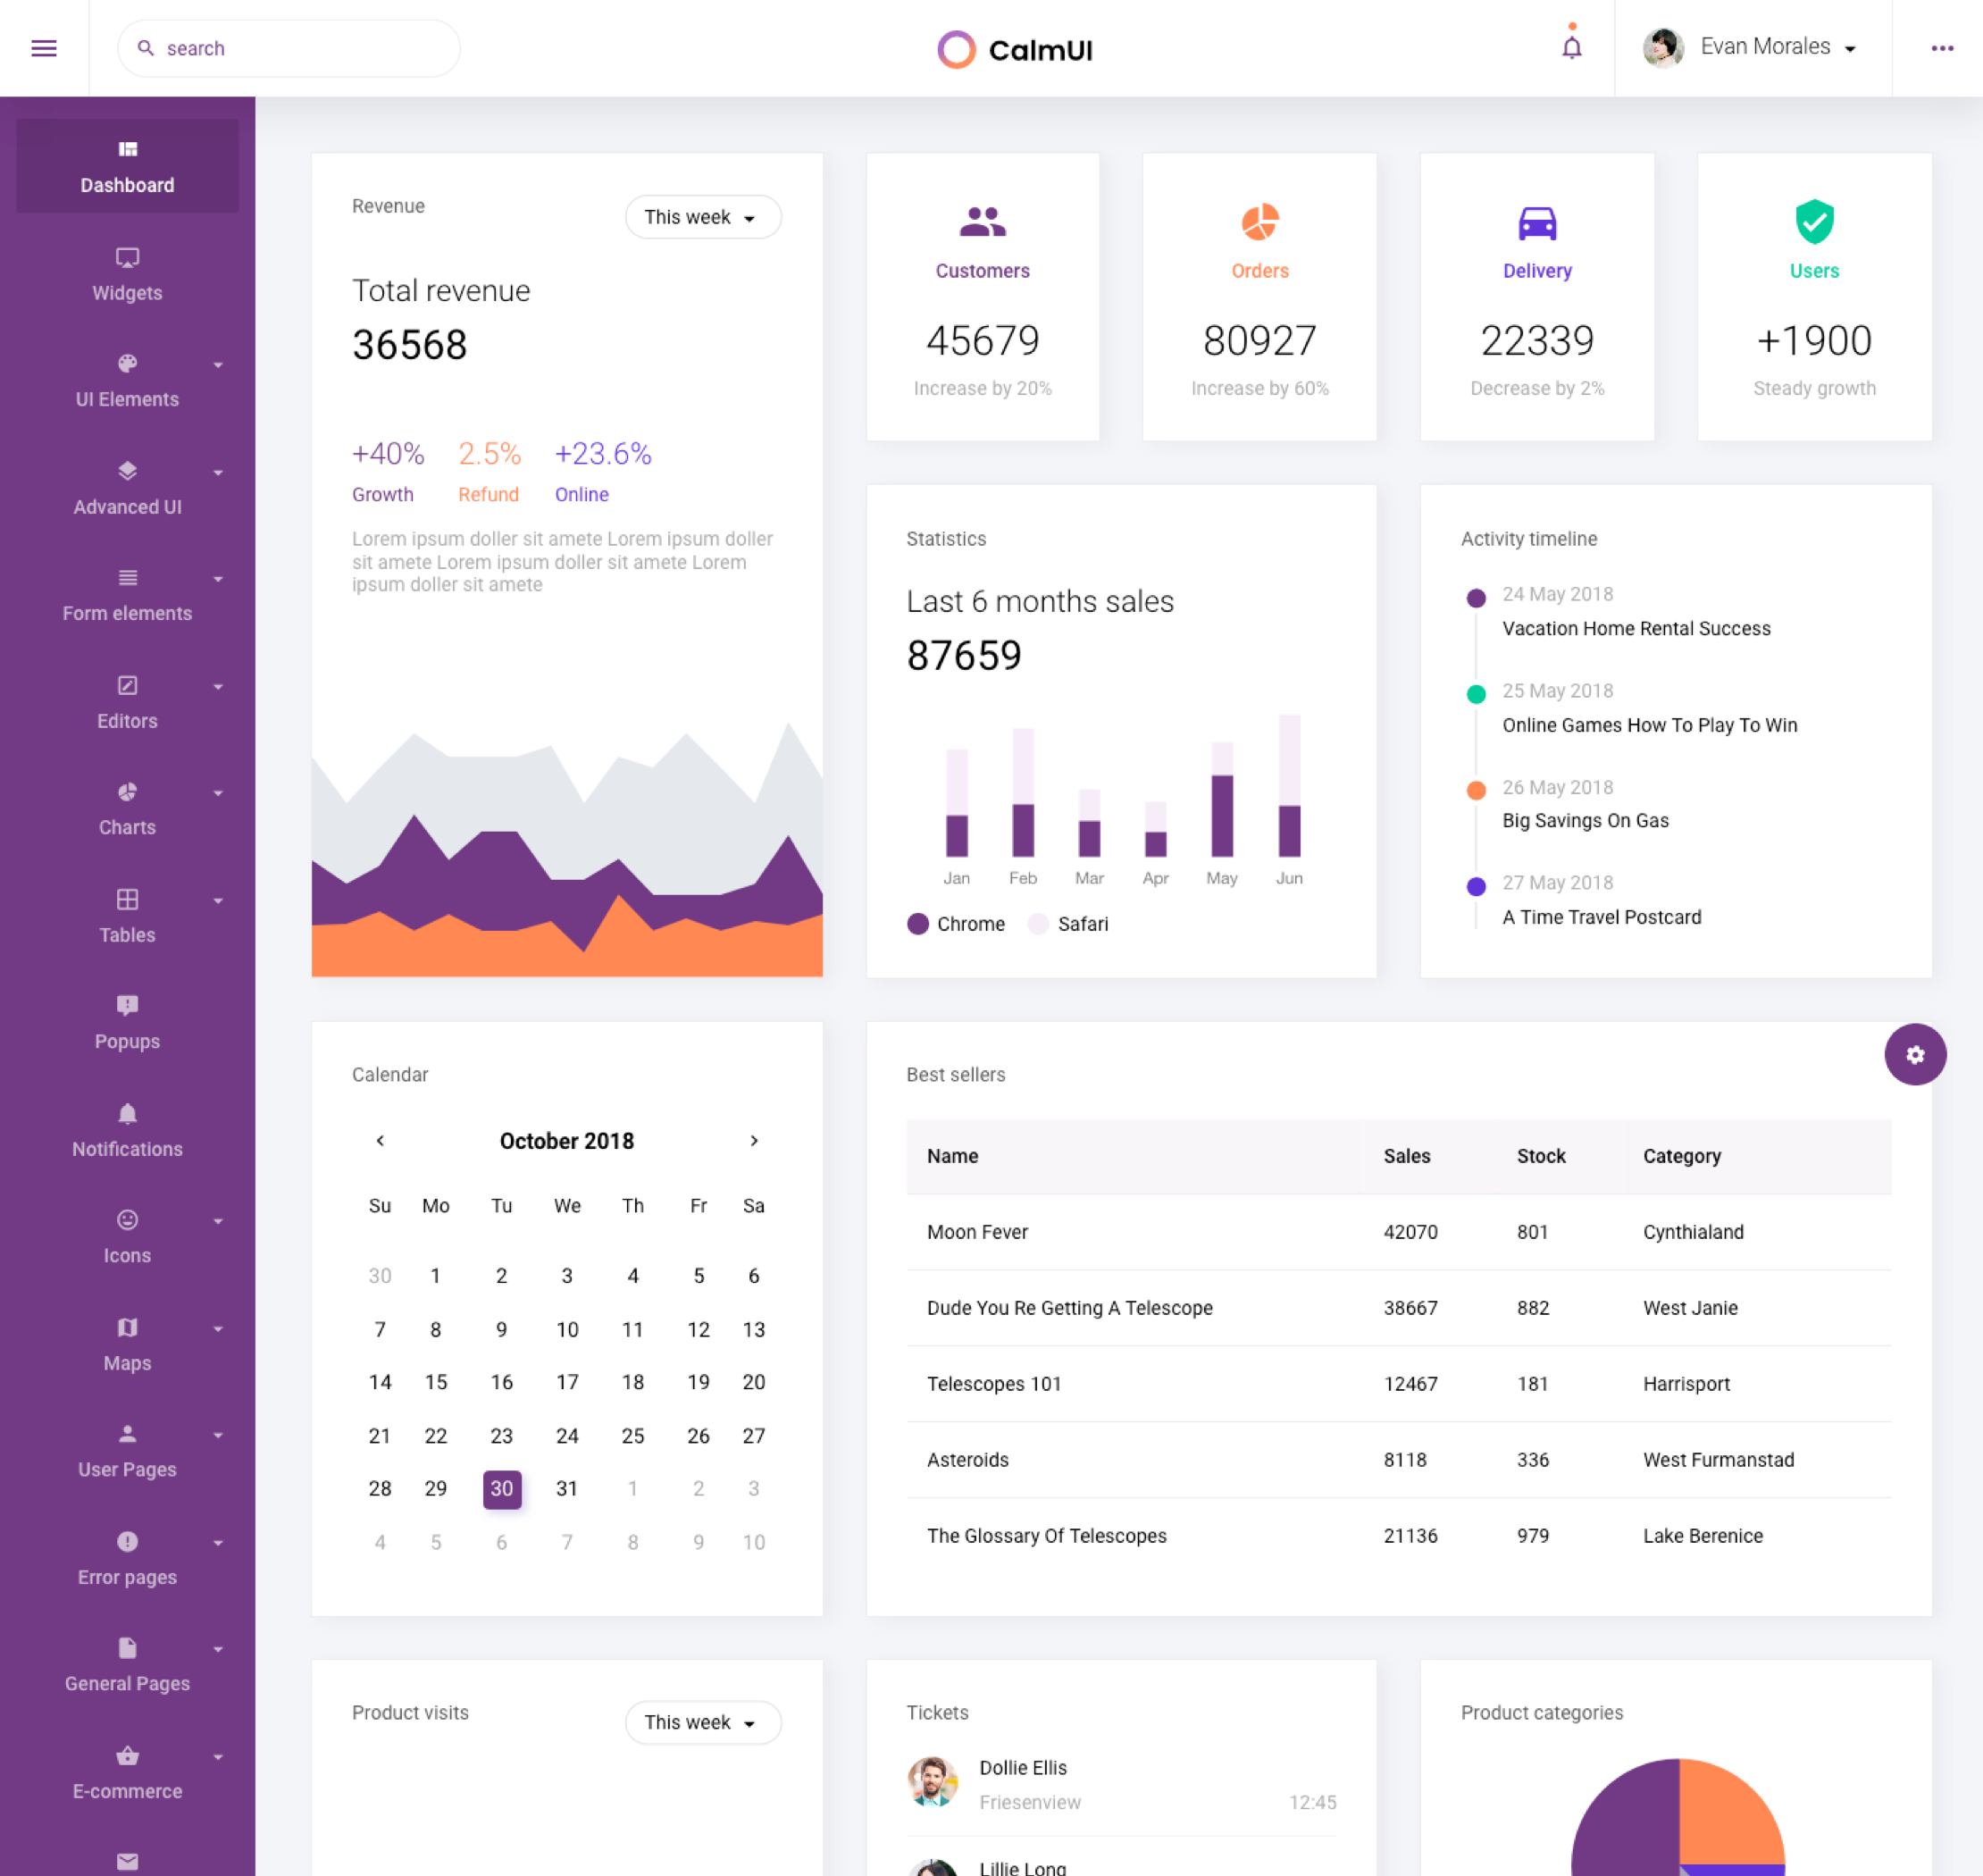 search
CalmUI
Evan Morales
Dashboard
Widgets
UI Elements
Advanced UI
Form elements
Editors
Charts
Tables
Popups
Notifications
Icons
Maps
User Pages
Error pages
General Pages
E-commerce
Revenue
This week
Total revenue
36568
+40% 2.5% +23.6%
Growth Refund Online
Lorem ipsum doller sit amete Lorem ipsum doller
sit amete Lorem ipsum doller sit amete Lorem
ipsum doller sit amete
Customers
45679
Increase by 20%
Orders
80927
Increase by 60%
Delivery
22339
Decrease by 2%
Users
+1900
Steady growth
Statistics
Last 6 months sales
87659
Jan Feb Mar Apr May Jun
Chrome Safari
Activity timeline
24 May 2018
Vacation Home Rental Success
25 May 2018
Online Games How To Play To Win
26 May 2018
Big Savings On Gas
27 May 2018
A Time Travel Postcard
Calendar
October 2018
Su Mo Tu We Th Fr Sa
30 1 2 3 4 5 6
7 8 9 10 11 12 13
14 15 16 17 18 19 20
21 22 23 24 25 26 27
28 29 30 31 1 2 3
4 5 6 7 8 9 10
Best sellers
Name Sales Stock Category
Moon Fever 42070 801 Cynthialand
Dude You Re Getting A Telescope 38667 882 West Janie
Telescopes 101 12467 181 Harrisport
Asteroids 8118 336 West Furmanstad
The Glossary Of Telescopes 21136 979 Lake Berenice
Product visits
This week
Tickets
Dollie Ellis
Friesenview 12:45
Lillie Long
Product categories